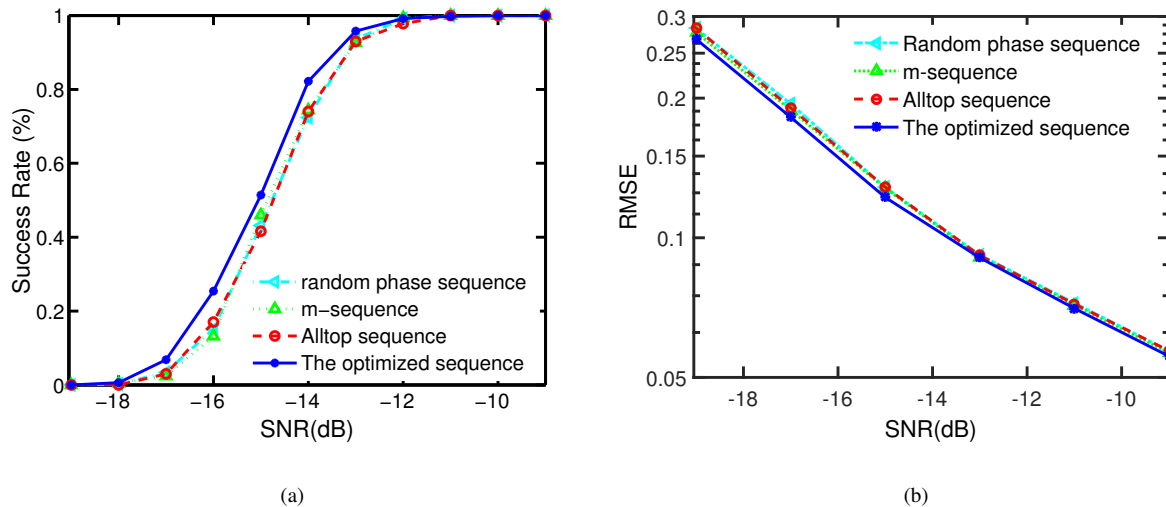 1
0.8
0.6
0.4
0.2
0
Success Rate (%)
random phase sequence
m−sequence
Alltop sequence
The optimized sequence
−18
−16
−14
−12
−10
SNR(dB)
(a)
0.3
0.25
0.2
0.15
0.1
0.05
RMSE
Random phase sequence
m-sequence
Alltop sequence
The optimized sequence
-18
-16
-14
-12
-10
SNR(dB)
(b)